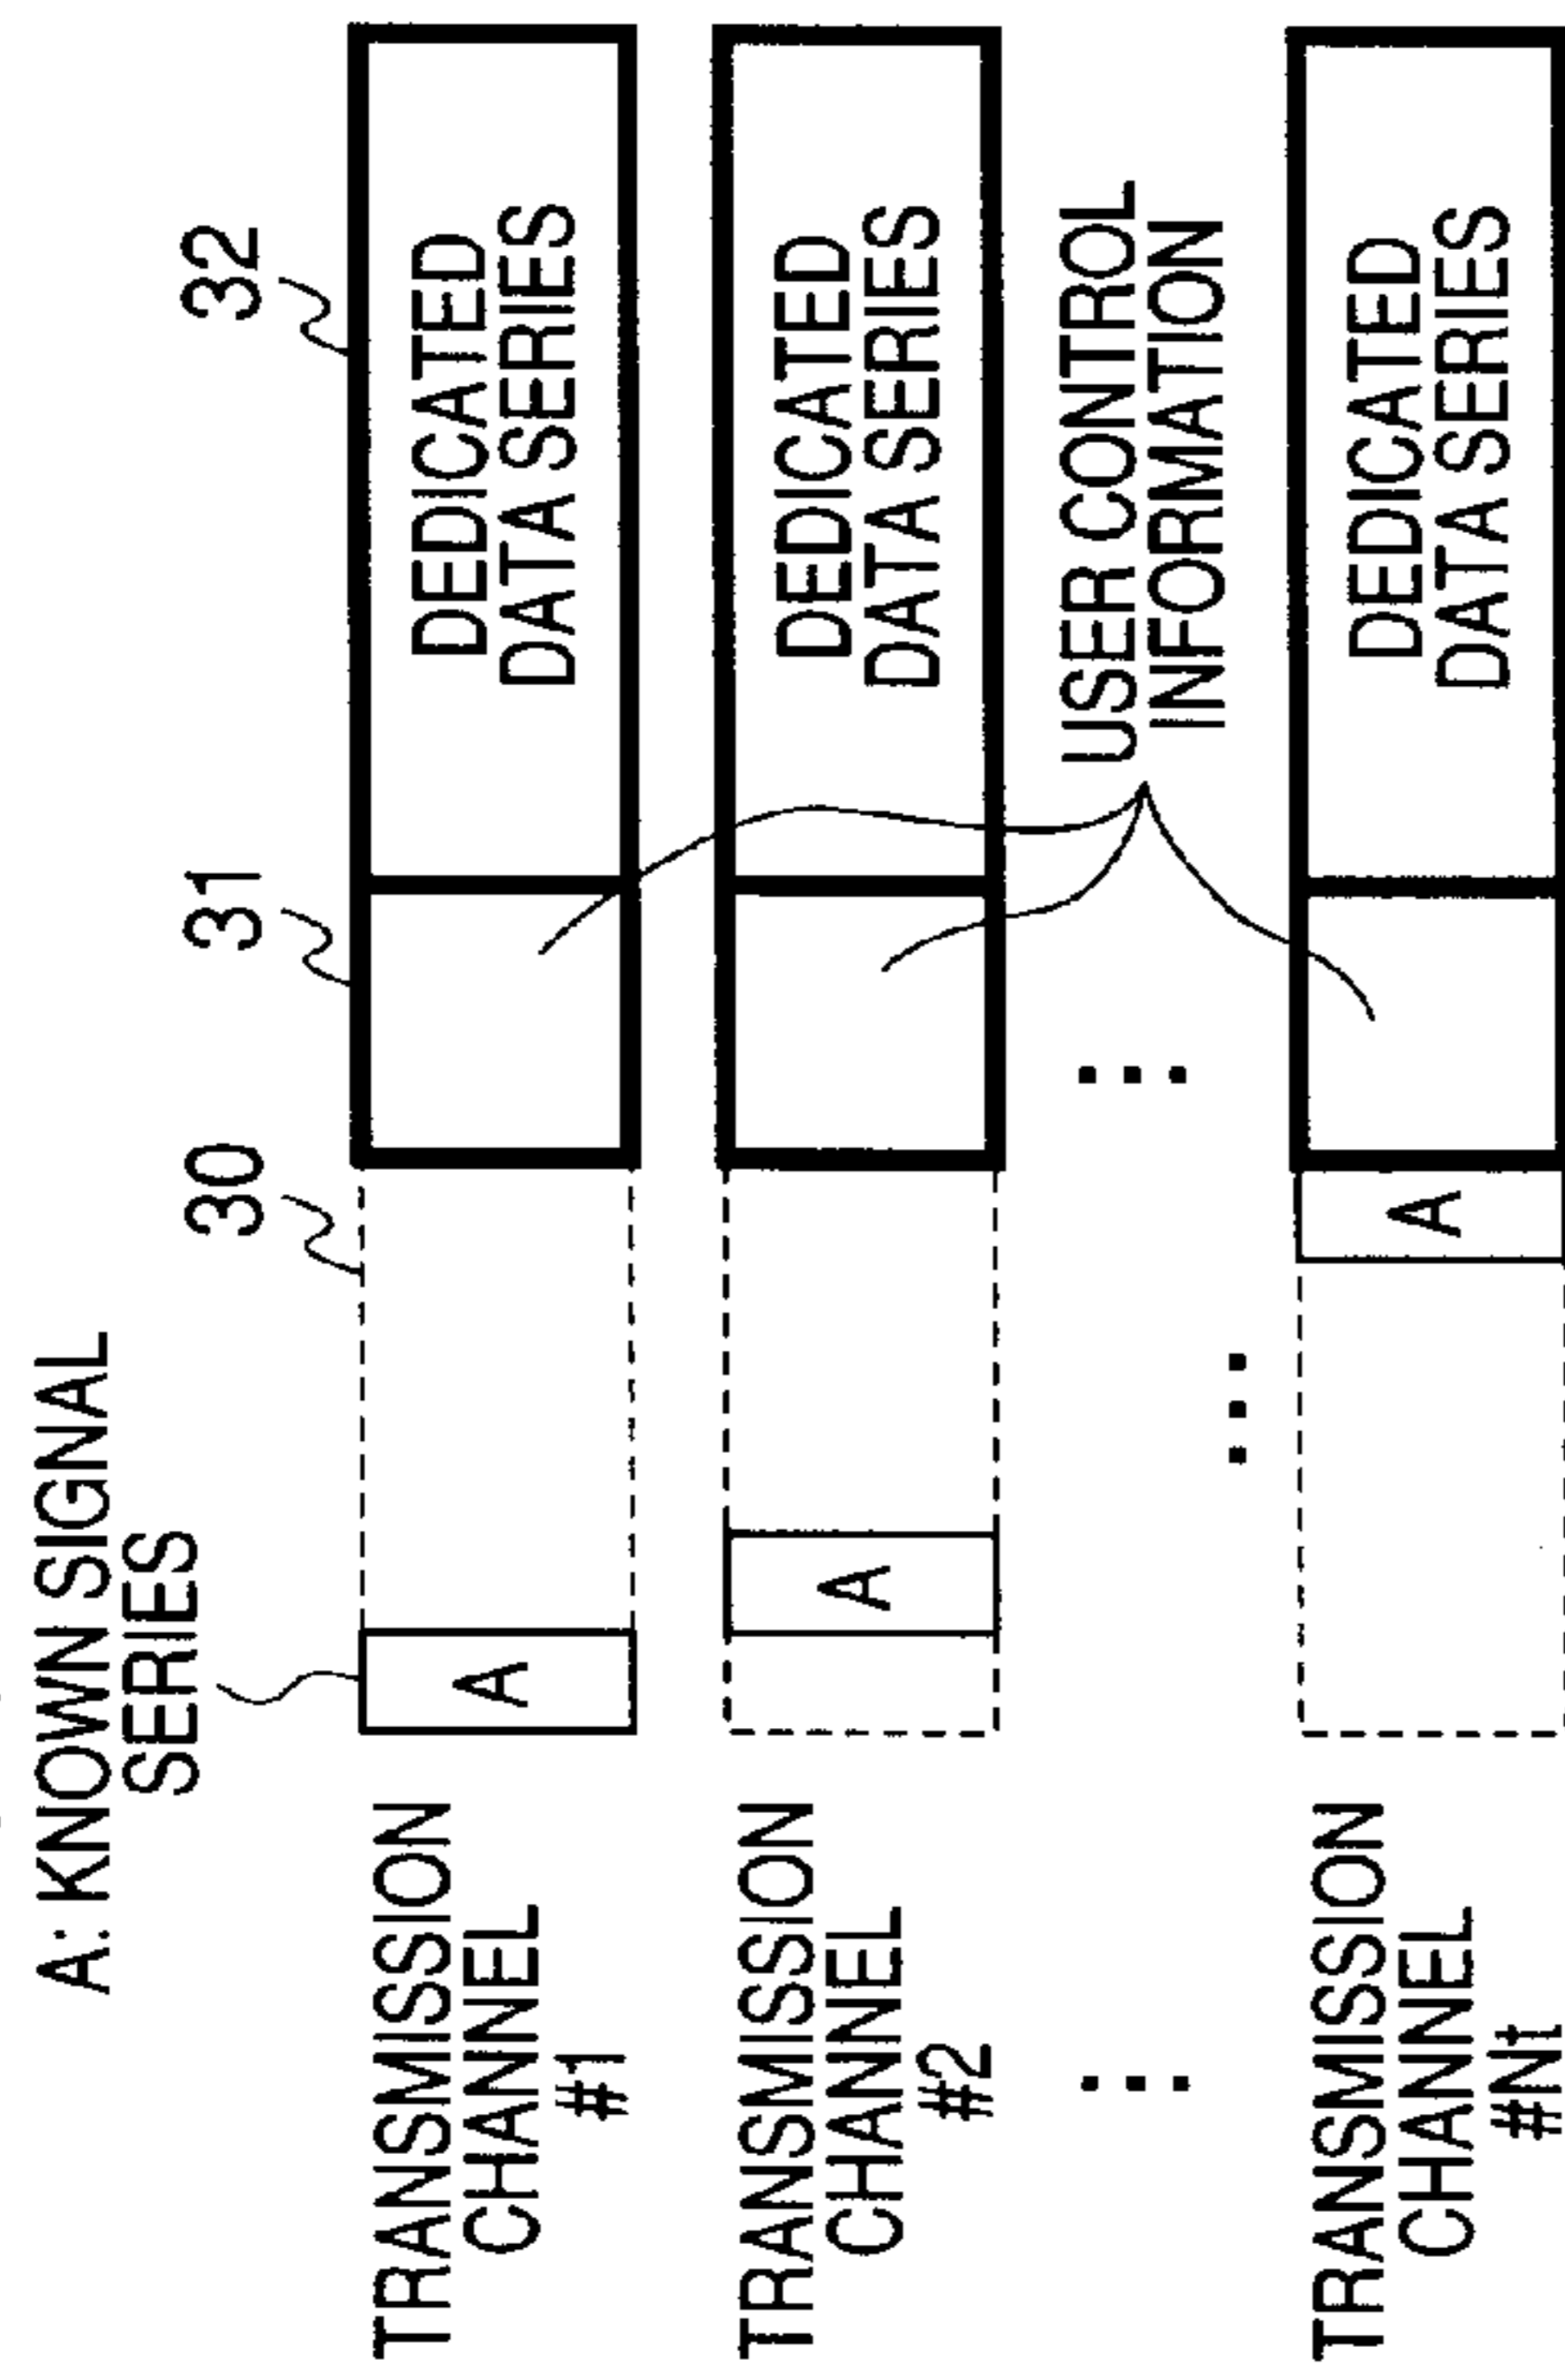 A: KNOWN SIGNAL
SERIES
30
31
32
TRANSMISSION
CHANNEL
#1
A
DEDICATED
DATA SERIES
TRANSMISSION
CHANNEL
#2
A
DEDICATED
DATA SERIES
USER CONTROL
INFORMATION
TRANSMISSION
CHANNEL
#Nt
A
DEDICATED
DATA SERIES